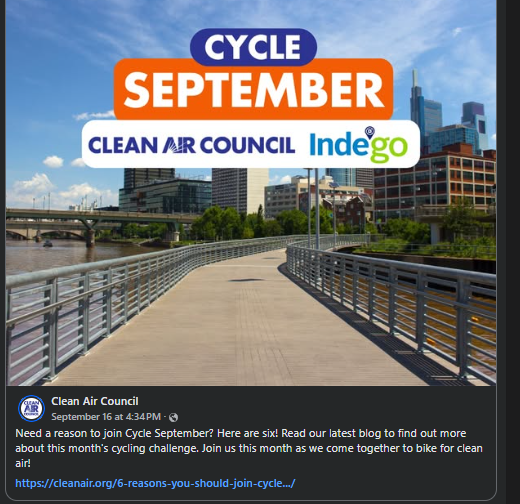 CYCLE
SEPTEMBER
CLEAN AIR COUNCIL Indego
CLEAN
AIR
COUNCIL
Clean Air Council
September 16 at 4:34 PM ·
Need a reason to join Cycle September? Here are six! Read our latest blog to find out more
about this month's cycling challenge. Join us this month as we come together to bike for clean
air!
https://cleanair.org/6-reasons-you-should-join-cycle.../